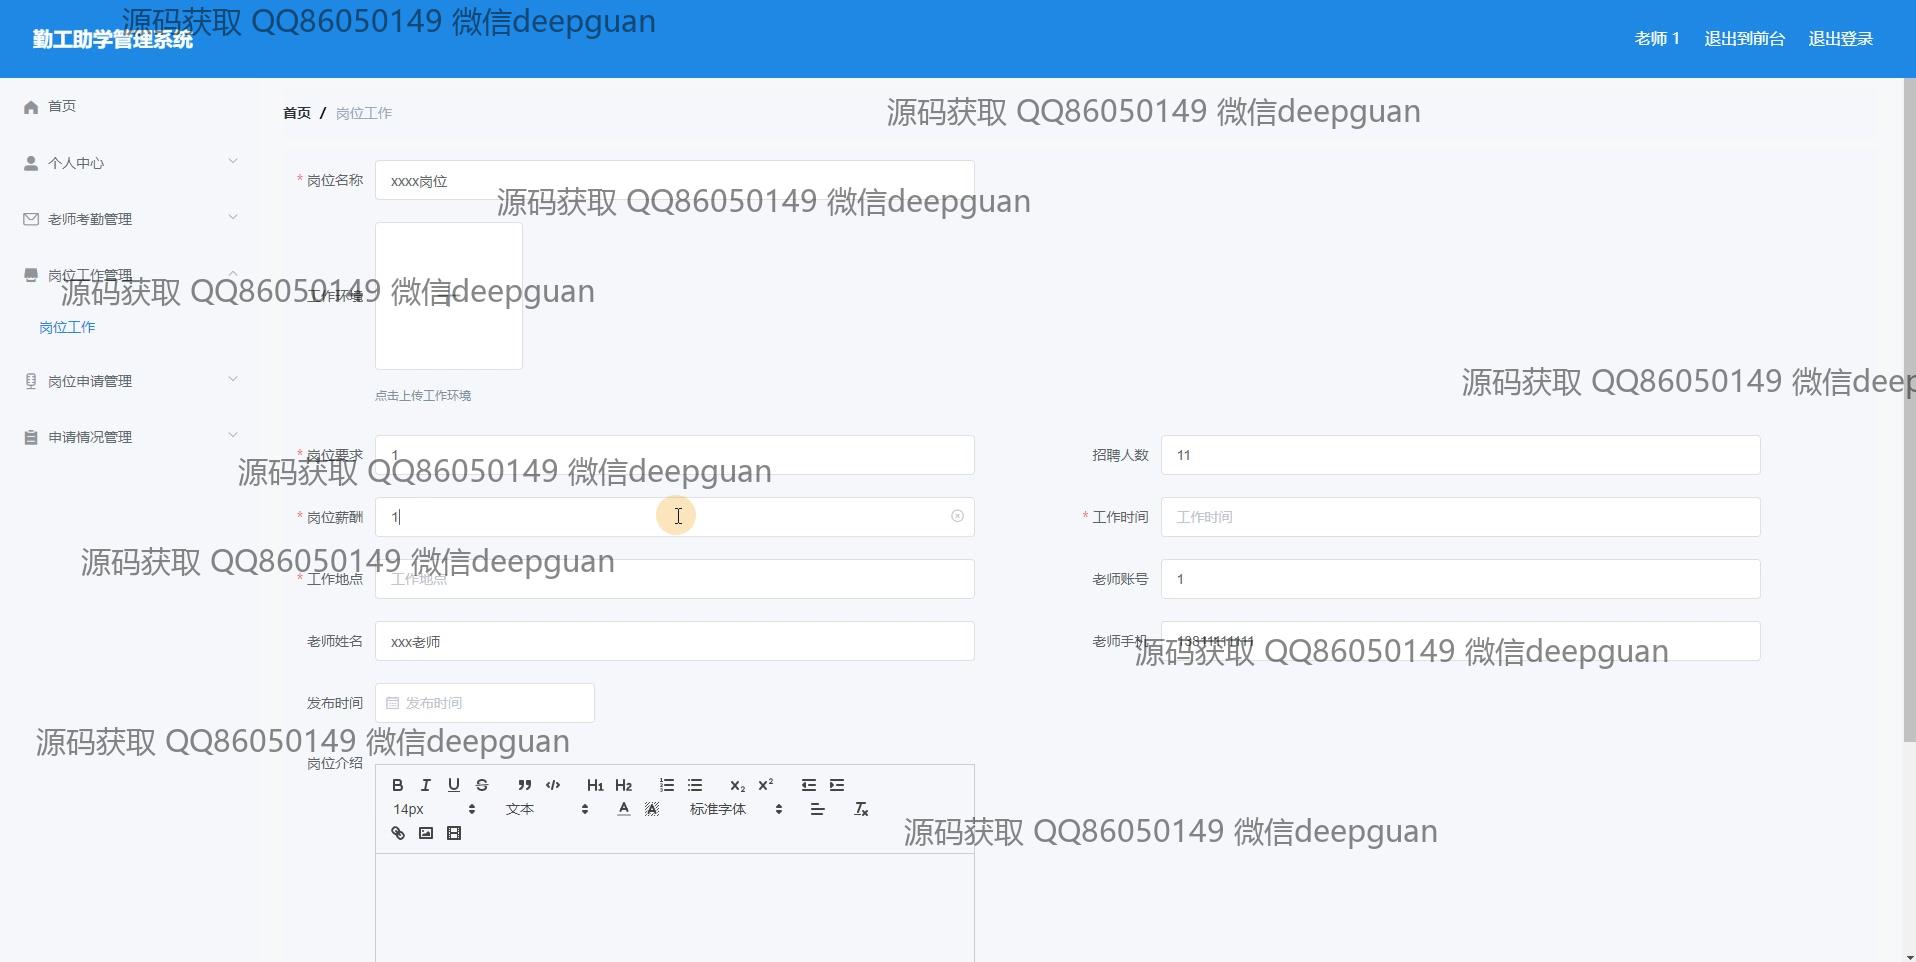 源码获取 QQ86050149 微信deepguan
勤工助学管理系统
老师 1 退出到前台 退出登录
首页
首页 / 岗位工作
源码获取 QQ86050149 微信deepguan
个人中心
* 岗位名称 xxxx岗位
源码获取 QQ86050149 微信deepguan
老师考勤管理
岗位工作管理
源码获取 QQ86050149 微信deepguan
工作环境
岗位工作
点击上传工作环境
岗位申请管理
源码获取 QQ86050149 微信deep
申请情况管理
* 岗位要求 1
招聘人数 11
源码获取 QQ86050149 微信deepguan
* 岗位薪酬 1
* 工作时间 工作时间
源码获取 QQ86050149 微信deepguan
* 工作地点 工作地点
老师账号 1
老师姓名 xxx老师
老师手机 13811111111
源码获取 QQ86050149 微信deepguan
发布时间 发布时间
源码获取 QQ86050149 微信deepguan
岗位介绍
B I U S H1 H2 X2 X2
14px 文本 A A 标准字体 Tx
源码获取 QQ86050149 微信deepguan